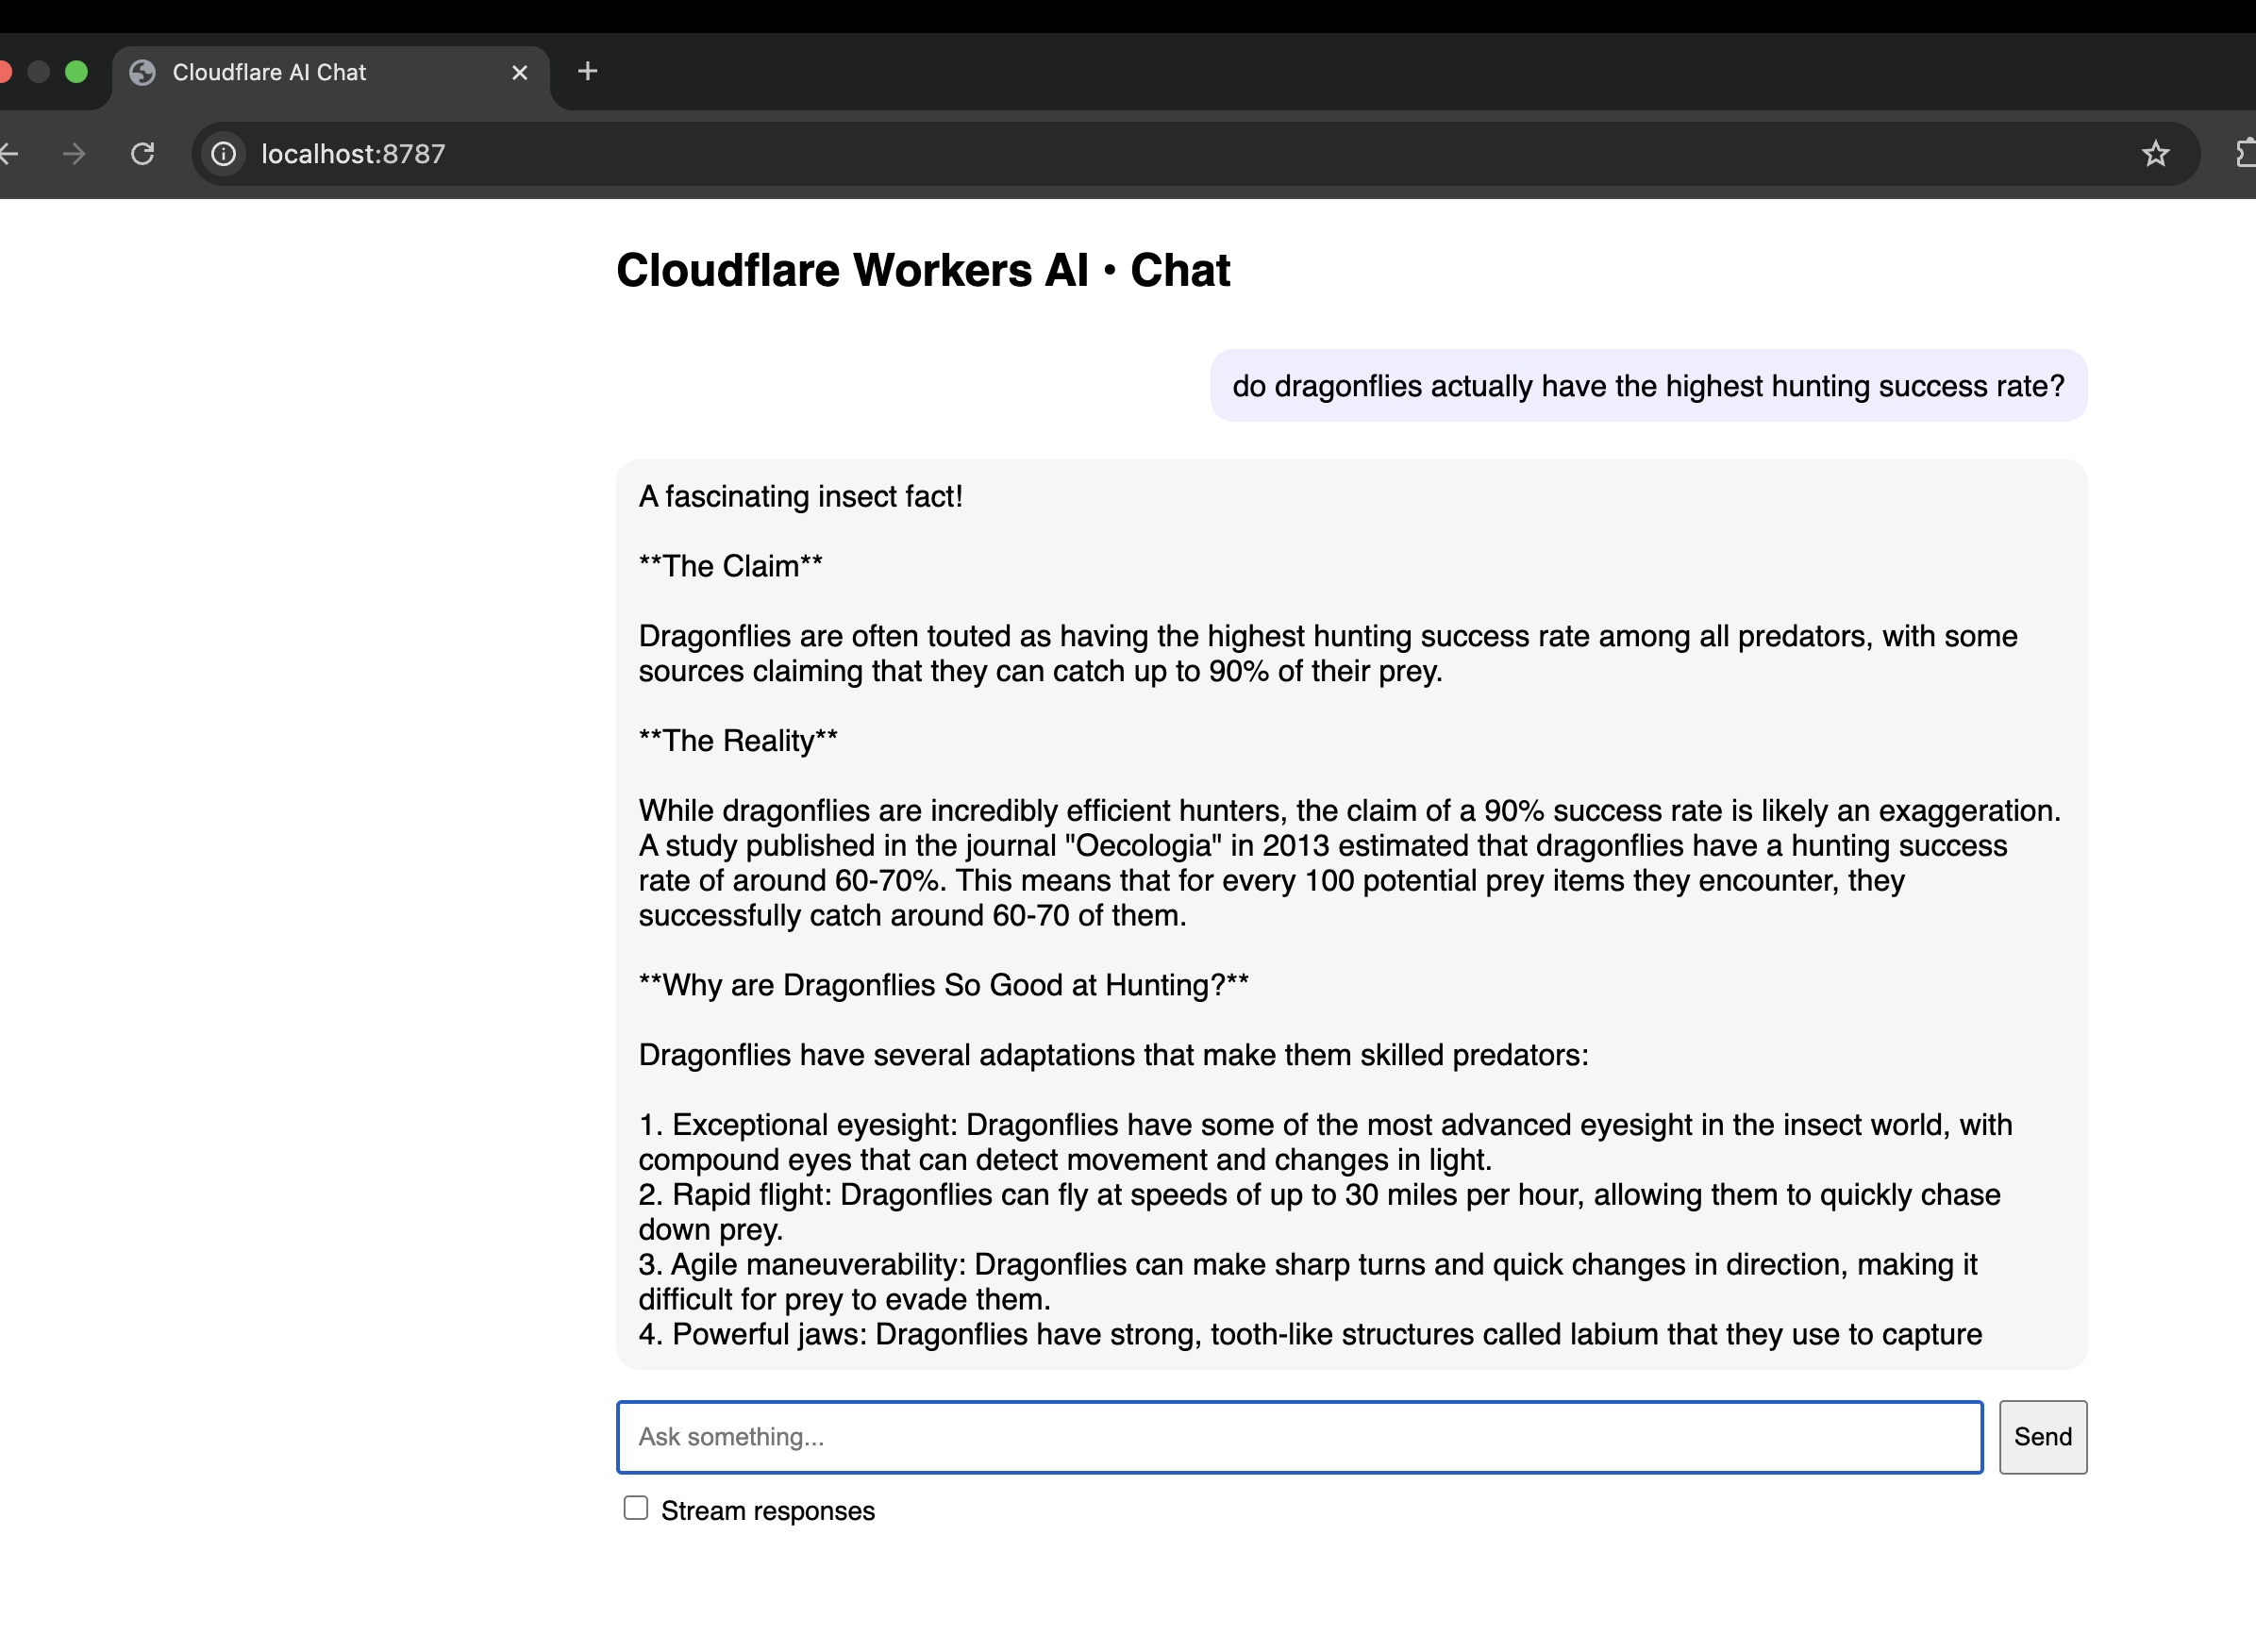 Cloudflare AI Chat
localhost:8787
Cloudflare Workers AI • Chat
do dragonflies actually have the highest hunting success rate?
A fascinating insect fact!
**The Claim**
Dragonflies are often touted as having the highest hunting success rate among all predators, with some
sources claiming that they can catch up to 90% of their prey.
**The Reality**
While dragonflies are incredibly efficient hunters, the claim of a 90% success rate is likely an exaggeration.
A study published in the journal "Oecologia" in 2013 estimated that dragonflies have a hunting success
rate of around 60-70%. This means that for every 100 potential prey items they encounter, they
successfully catch around 60-70 of them.
**Why are Dragonflies So Good at Hunting?**
Dragonflies have several adaptations that make them skilled predators:
1. Exceptional eyesight: Dragonflies have some of the most advanced eyesight in the insect world, with
compound eyes that can detect movement and changes in light.
2. Rapid flight: Dragonflies can fly at speeds of up to 30 miles per hour, allowing them to quickly chase
down prey.
3. Agile maneuverability: Dragonflies can make sharp turns and quick changes in direction, making it
difficult for prey to evade them.
4. Powerful jaws: Dragonflies have strong, tooth-like structures called labium that they use to capture
Ask something...
Send
Stream responses